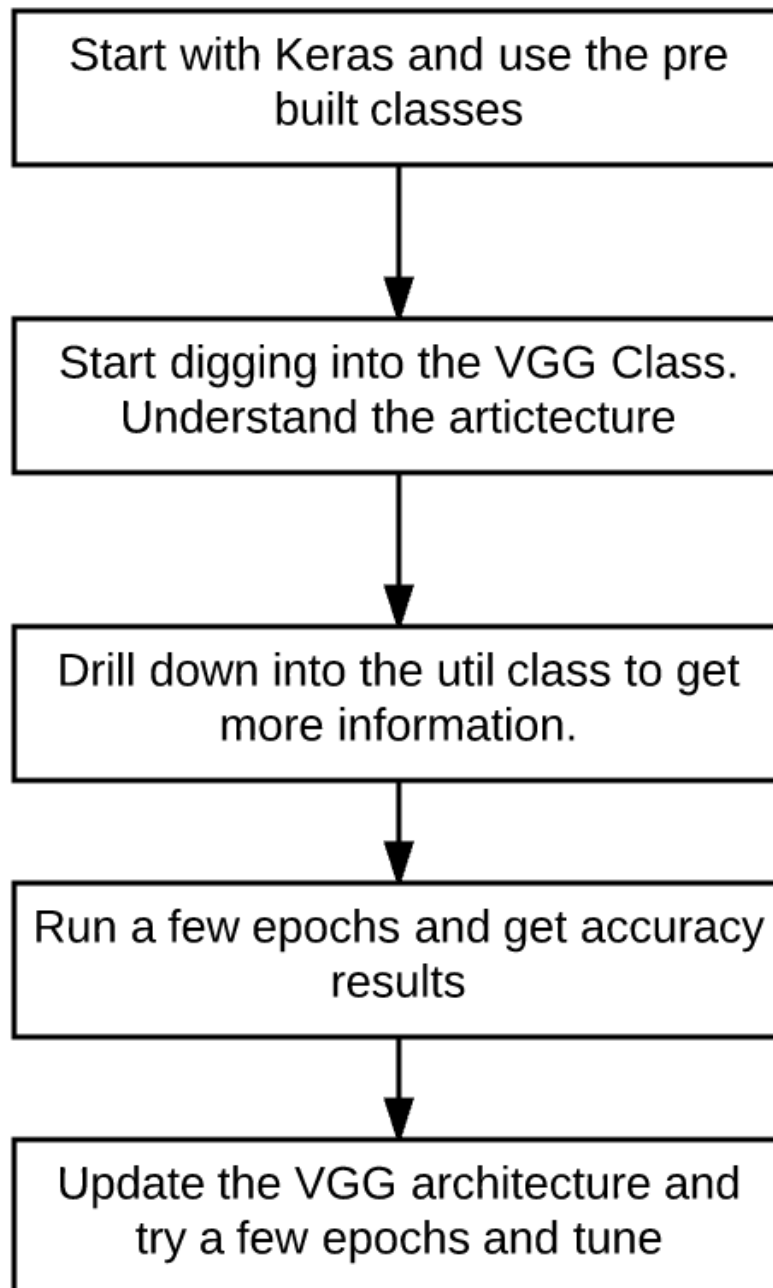 Start with Keras and use the pre
built classes
Start digging into the VGG Class.
Understand the artictecture
Drill down into the util class to get
more information.
Run a few epochs and get accuracy
results
Update the VGG architecture and
try a few epochs and tune